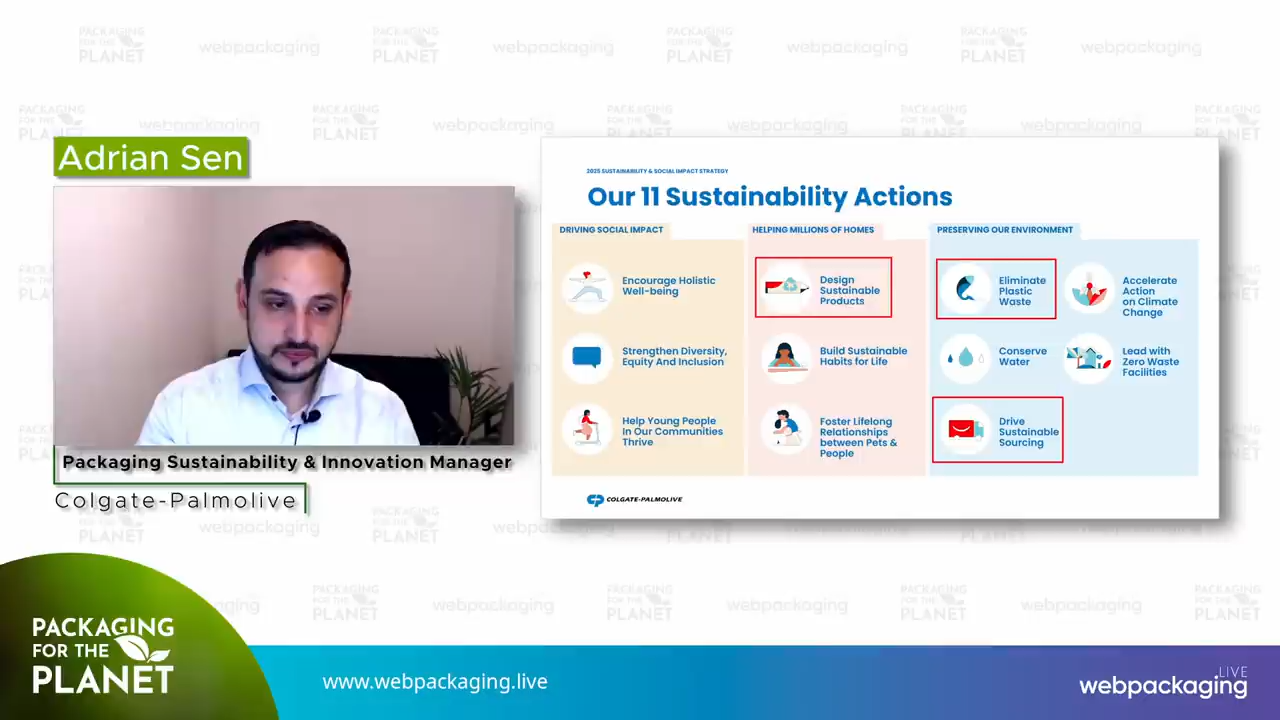 Adrian Sen
Packaging Sustainability & Innovation Manager
Colgate-Palmolive
2025 SUSTAINABILITY & SOCIAL IMPACT STRATEGY
Our 11 Sustainability Actions
DRIVING SOCIAL IMPACT
Encourage Holistic
Well-being
Strengthen Diversity,
Equity And Inclusion
Help Young People
In Our Communities
Thrive
HELPING MILLIONS OF HOMES
Design
Sustainable
Products
Build Sustainable
Habits for Life
Foster Lifelong
Relationships
between Pets &
People
PRESERVING OUR ENVIRONMENT
Eliminate
Plastic
Waste
Accelerate
Action
on Climate
Change
Conserve
Water
Lead with
Zero Waste
Facilities
Drive
Sustainable
Sourcing
COLGATE-PALMOLIVE
PACKAGING
FOR THE
PLANET
www.webpackaging.live
LIVE
webpackaging